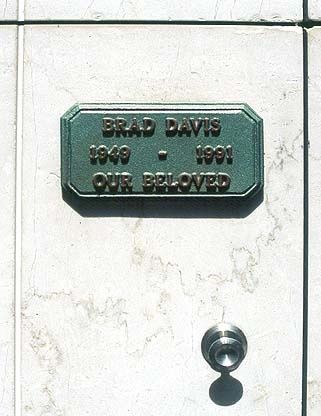 BRAD DAVIS
1949 - 1991
OUR BELOVED